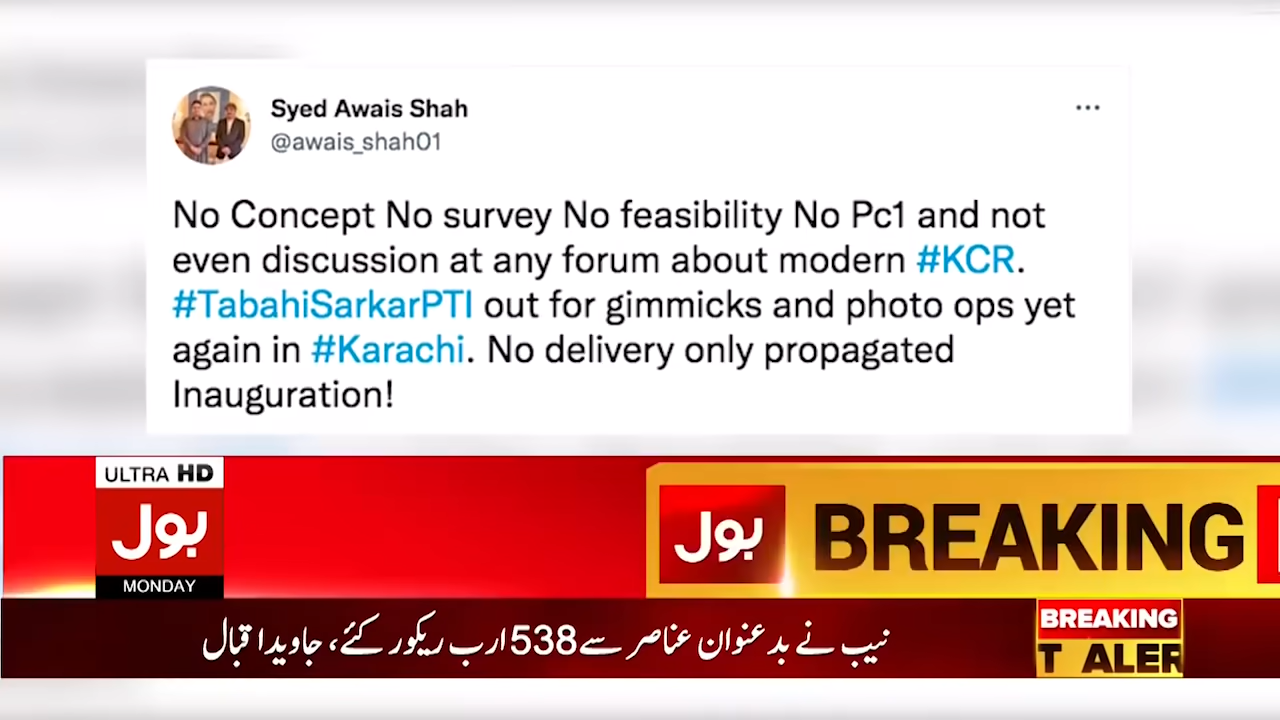 Syed Awais Shah
@awais_shah01
No Concept No survey No feasibility No Pc1 and not
even discussion at any forum about modern #KCR.
#TabahiSarkarPTI out for gimmicks and photo ops yet
again in #Karachi. No delivery only propagated
Inauguration!
ULTRA HD
بول
MONDAY
بول
BREAKING
نیب نے بدعنوان عناصر سے 538 ارب ریکور کئے، جاوید اقبال
BREAKING
T ALER